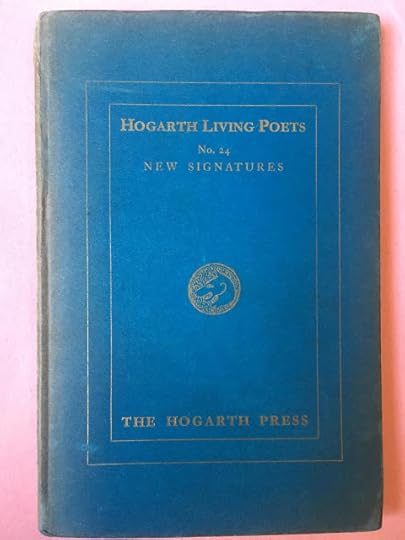 HOGARTH LIVING POETS
No. 24
NEW SIGNATURES
THE HOGARTH PRESS